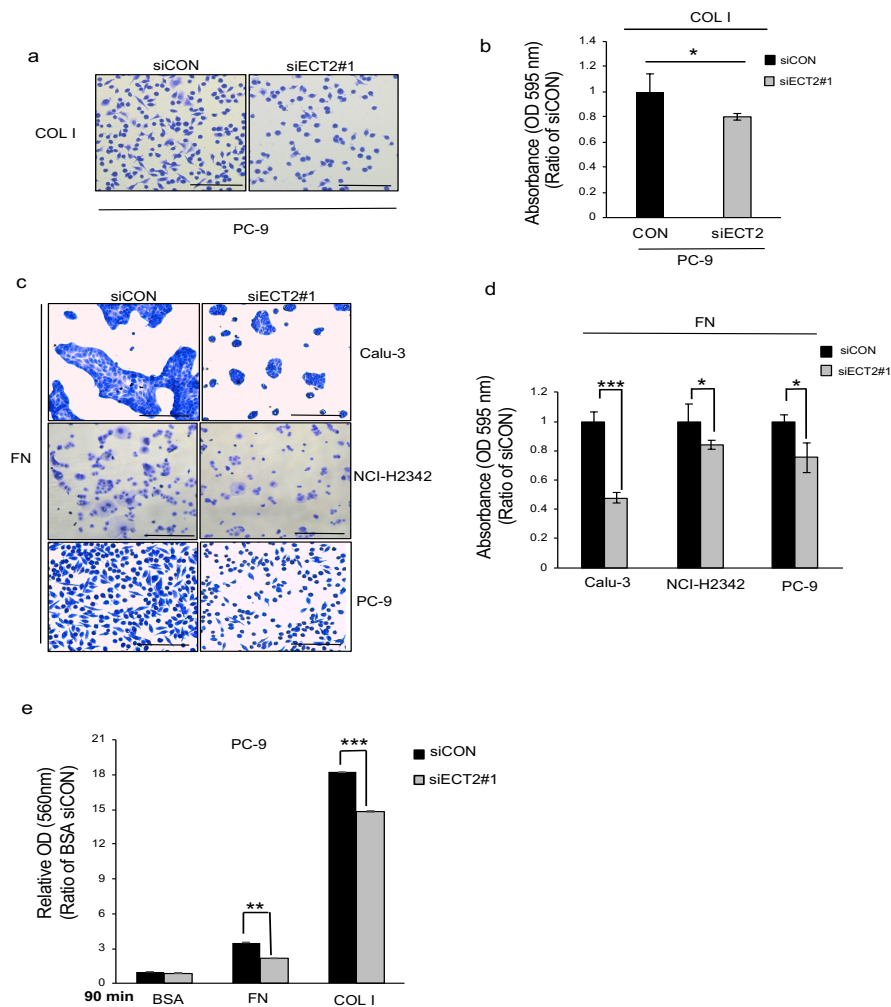 a
siCON siECT2#1
COL I
PC-9
b
COL I
*
siCON
siECT2#1
Absorbance (OD 595 nm)
(Ratio of siCON)
1.4
1.2
1
0.8
0.6
0.4
0.2
0
CON siECT2
PC-9
c
siCON siECT2#1
FN
Calu-3
NCI-H2342
PC-9
d
FN
siCON
siECT2#1
Absorbance (OD 595 nm)
(Ratio of siCON)
1.2
1
0.8
0.6
0.4
0.2
0
*** * *
Calu-3 NCI-H2342 PC-9
e
PC-9
siCON
siECT2#1
Relative OD (560nm)
(Ratio of BSA siCON)
21
18
15
12
9
6
3
0
***
**
90 min BSA FN COL I